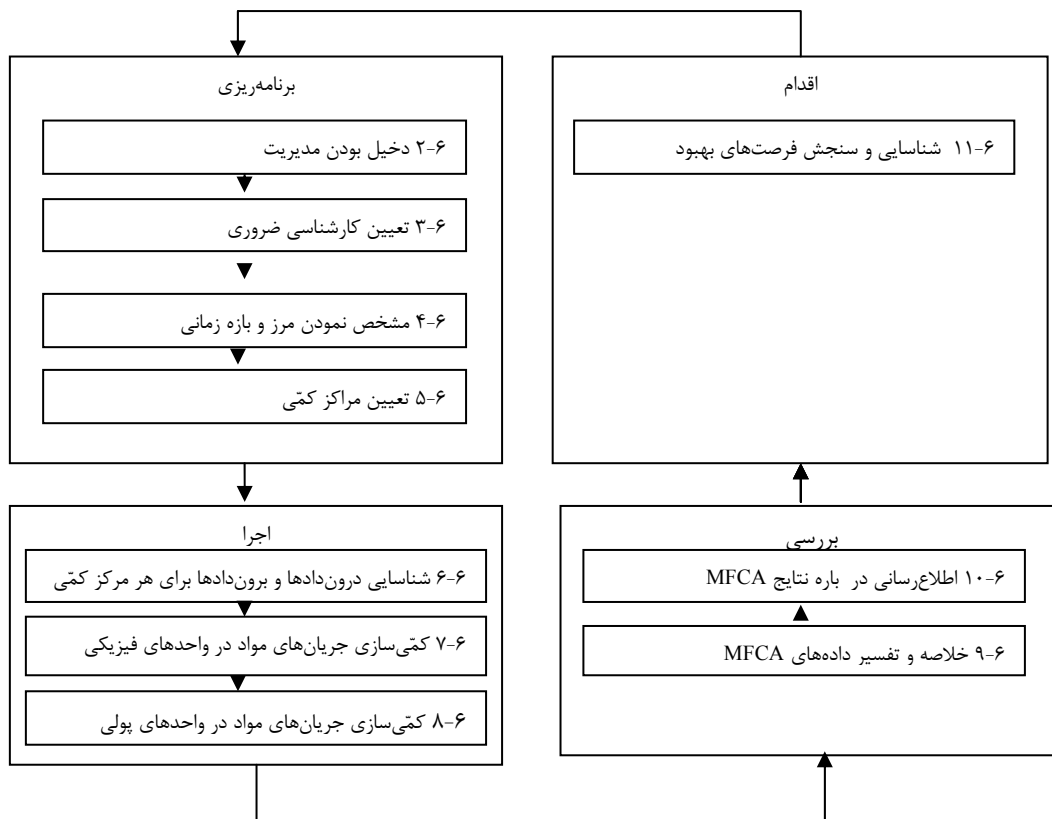 برنامه‌ریزی
۲-۶ دخیل بودن مدیریت
۳-۶ تعیین کارشناسی ضروری
۴-۶ مشخص نمودن مرز و بازه زمانی
۵-۶ تعیین مراکز کمّی
اجرا
۶-۶ شناسایی درون‌دادها و برون‌دادها برای هر مرکز کمّی
۷-۶ کمّی‌سازی جریان‌های مواد در واحدهای فیزیکی
۸-۶ کمّی‌سازی جریان‌های مواد در واحدهای پولی
بررسی
۱۰-۶ اطلاع‌رسانی در باره نتایج MFCA
۹-۶ خلاصه و تفسیر داده‌های MFCA
اقدام
۱۱-۶ شناسایی و سنجش فرصت‌های بهبود